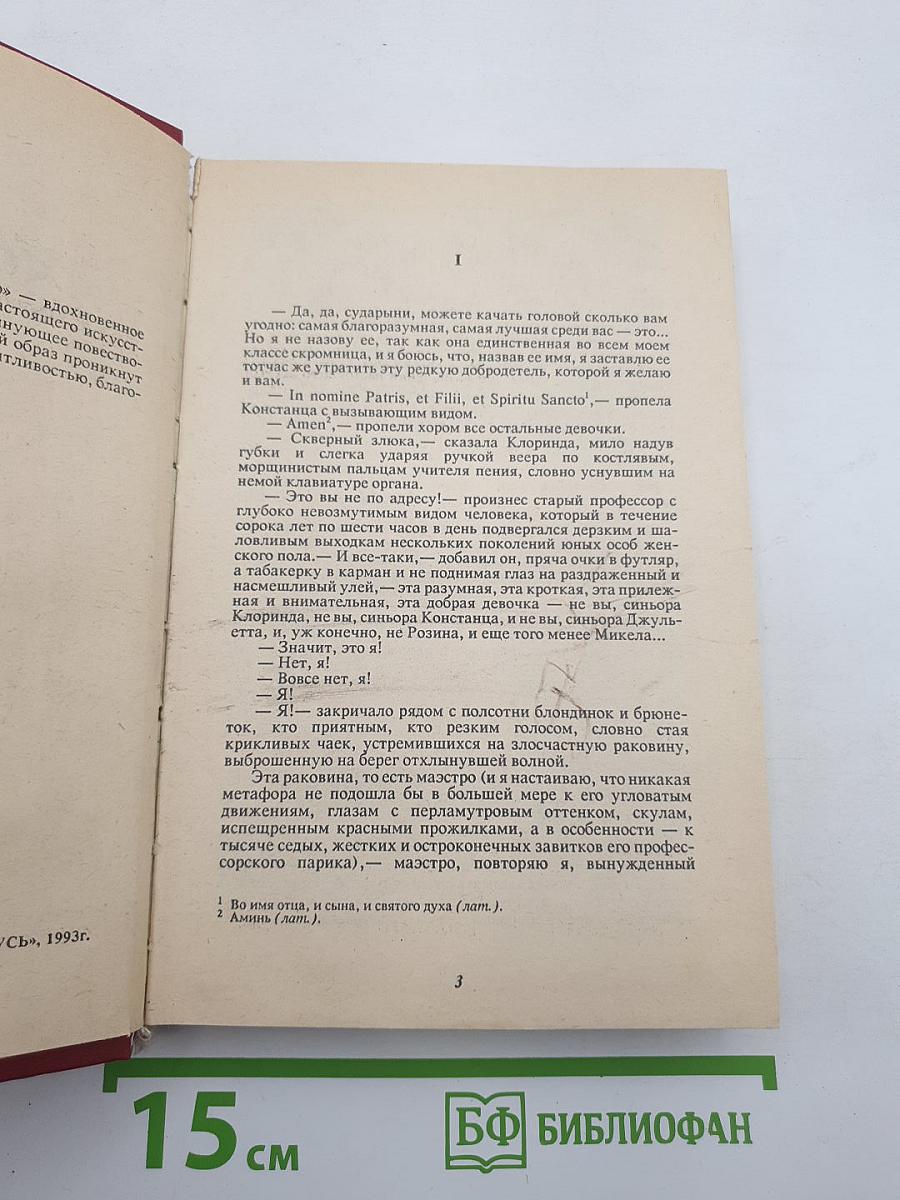 » — вдохновенное
астоящего искусст-
нующее повество-
й образ проникнут
тливостью, благо-
УСЬ», 1993г.
I
— Да, да, сударыни, можете качать головой сколько вам
угодно: самая благоразумная, самая лучшая среди вас — это...
Но я не назову ее, так как она единственная во всем моем
классе скромница, и я боюсь, что, назвав ее имя, я заставлю ее
тотчас же утратить эту редкую добродетель, которой я желаю
и вам.
— In nomine Patris, et Filii, et Spiritu Sancto¹,— пропела
Констанца с вызывающим видом.
— Amen²,— пропели хором все остальные девочки.
— Скверный злюка,— сказала Клоринда, мило надув
губки и слегка ударяя ручкой веера по костлявым,
морщинистым пальцам учителя пения, словно уснувшим на
немой клавиатуре органа.
— Это вы не по адресу!— произнес старый профессор с
глубоко невозмутимым видом человека, который в течение
сорока лет по шести часов в день подвергался дерзким и ша-
ловливым выходкам нескольких поколений юных особ жен-
ского пола.— И все-таки,— добавил он, пряча очки в футляр,
а табакерку в карман и не поднимая глаз на раздраженный и
насмешливый улей,— эта разумная, эта кроткая, эта прилеж-
ная и внимательная, эта добрая девочка — не вы, синьора
Клоринда, не вы, синьора Констанца, и не вы, синьора Джуль-
етта, и, уж конечно, не Розина, и еще того менее Микела...
— Значит, это я!
— Нет, я!
— Вовсе нет, я!
— Я!
— Я!— закричало рядом с полсотни блондинок и брюне-
ток, кто приятным, кто резким голосом, словно стая
крикливых чаек, устремившихся на злосчастную раковину,
выброшенную на берег отхлынувшей волной.
Эта раковина, то есть маэстро (и я настаиваю, что никакая
метафора не подошла бы в большей мере к его угловатым
движениям, глазам с перламутровым оттенком, скулам,
испещренным красными прожилками, а в особенности — к
тысяче седых, жестких и остроконечных завитков его профес-
сорского парика),— маэстро, повторяю я, вынужденный
¹ Во имя отца, и сына, и святого духа (лат.).
² Аминь (лат.).
3
15 см
БФ БИБЛИОФАН